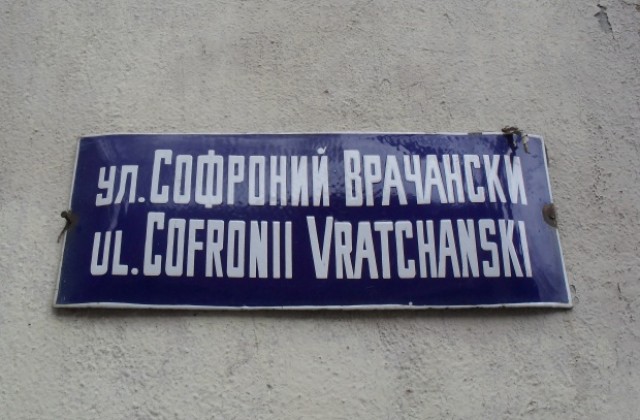 ул. Софроний Врачански
ul. Cofronii Vratchanski